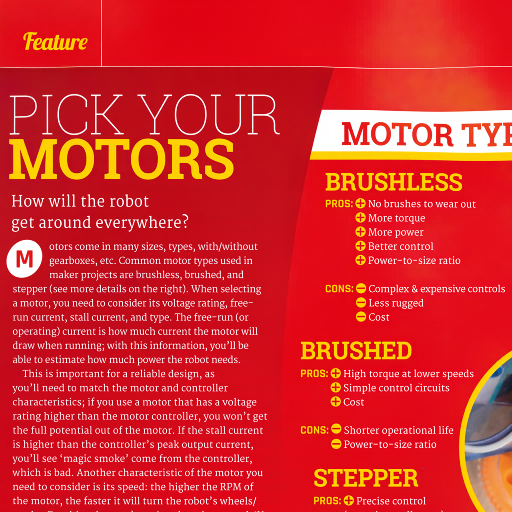 Feature
PICK YOUR
MOTORS
How will the robot
get around everywhere?
Motors come in many sizes, types, with/without
gearboxes, etc. Common motor types used in
maker projects are brushless, brushed, and
stepper (see more details on the right). When selecting
a motor, you need to consider its voltage rating, free-
run current, stall current, and type. The free-run (or
operating) current is how much current the motor will
draw when running; with this information, you'll be
able to estimate how much power the robot needs.
This is important for a reliable design, as
you'll need to match the motor and controller
characteristics; if you use a motor that has a voltage
rating higher than the motor controller, you won't get
the full potential out of the motor. If the stall current
is higher than the controller's peak output current,
you'll see 'magic smoke' come from the controller,
which is bad. Another characteristic of the motor you
need to consider is its speed: the higher the RPM of
the motor, the faster it will turn the robot's wheels/
MOTOR TYP
BRUSHLESS
PROS: + No brushes to wear out
+ More torque
+ More power
+ Better control
+ Power-to-size ratio
CONS: − Complex & expensive controls
− Less rugged
− Cost
BRUSHED
PROS: + High torque at lower speeds
+ Simple control circuits
+ Cost
CONS: − Shorter operational life
− Power-to-size ratio
STEPPER
PROS: + Precise control